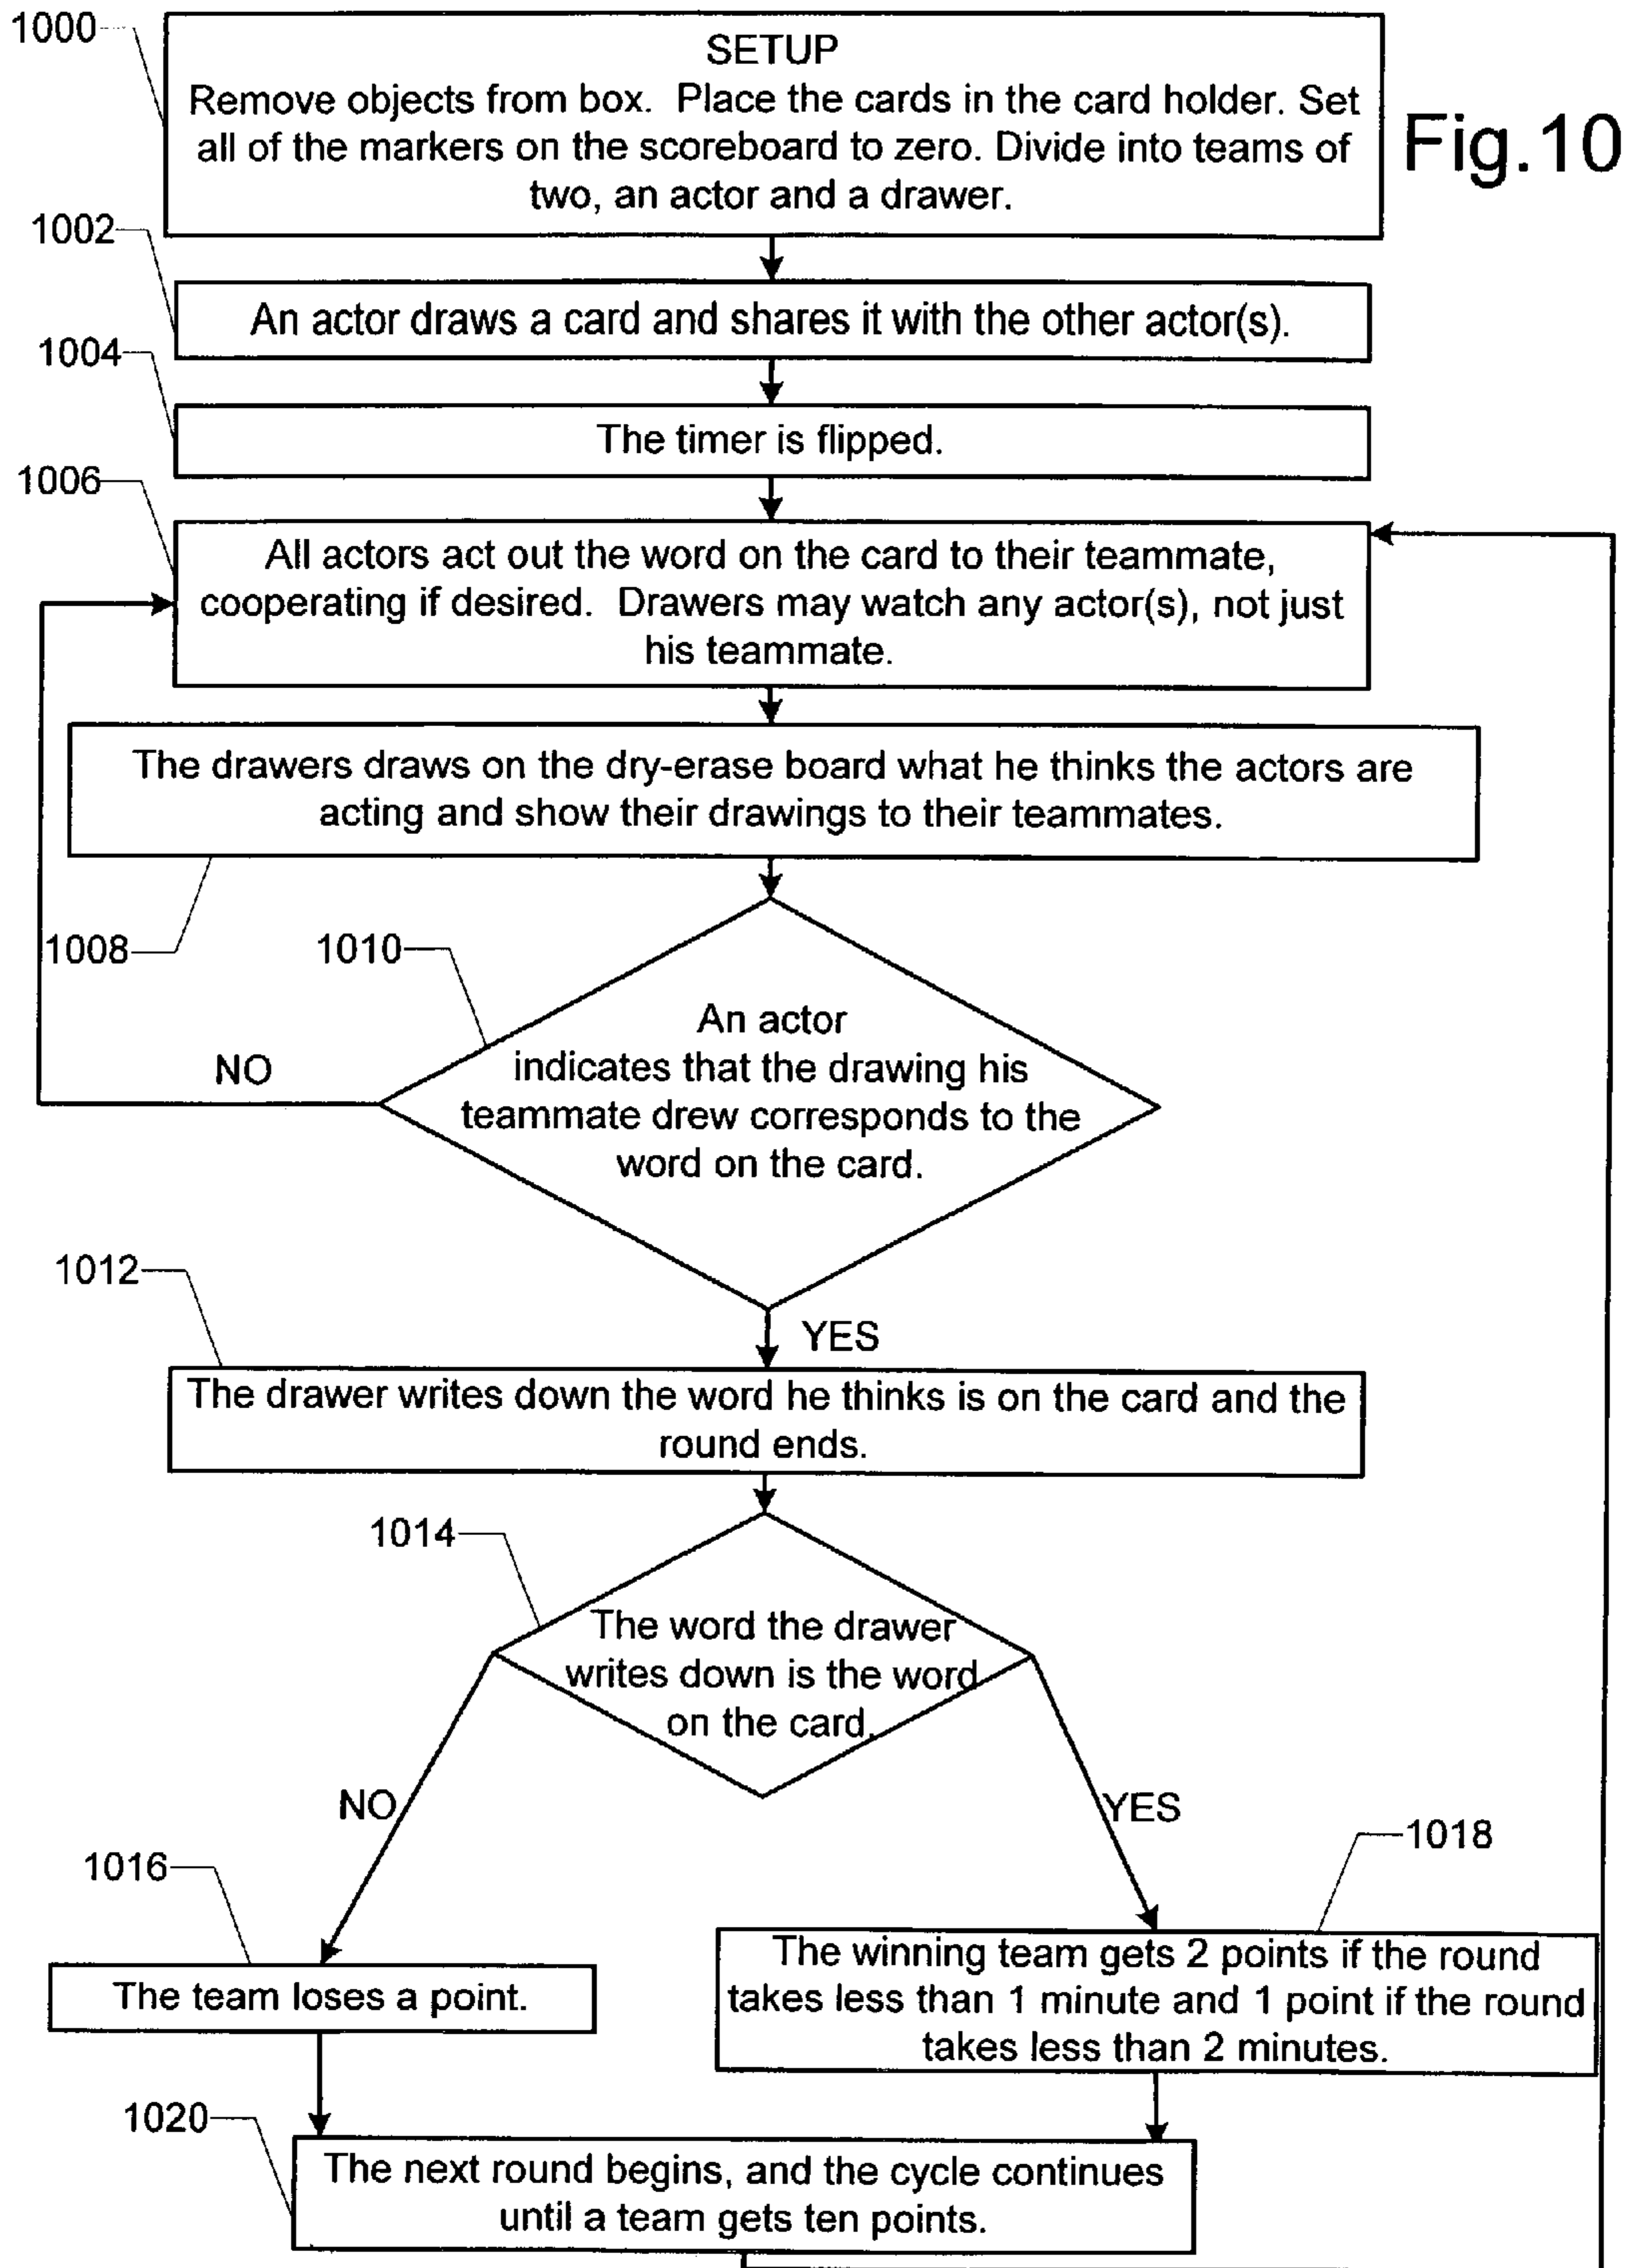 1000
SETUP
Remove objects from box. Place the cards in the card holder. Set
all of the markers on the scoreboard to zero. Divide into teams of
two, an actor and a drawer.
Fig.10
1002
An actor draws a card and shares it with the other actor(s).
1004
The timer is flipped.
1006
All actors act out the word on the card to their teammate,
cooperating if desired. Drawers may watch any actor(s), not just
his teammate.
The drawers draws on the dry-erase board what he thinks the actors are
acting and show their drawings to their teammates.
1008
1010
An actor
indicates that the drawing his
teammate drew corresponds to the
word on the card.
NO
YES
1012
The drawer writes down the word he thinks is on the card and the
round ends.
1014
The word the drawer
writes down is the word
on the card.
NO
YES
1016
1018
The team loses a point.
The winning team gets 2 points if the round
takes less than 1 minute and 1 point if the round
takes less than 2 minutes.
1020
The next round begins, and the cycle continues
until a team gets ten points.